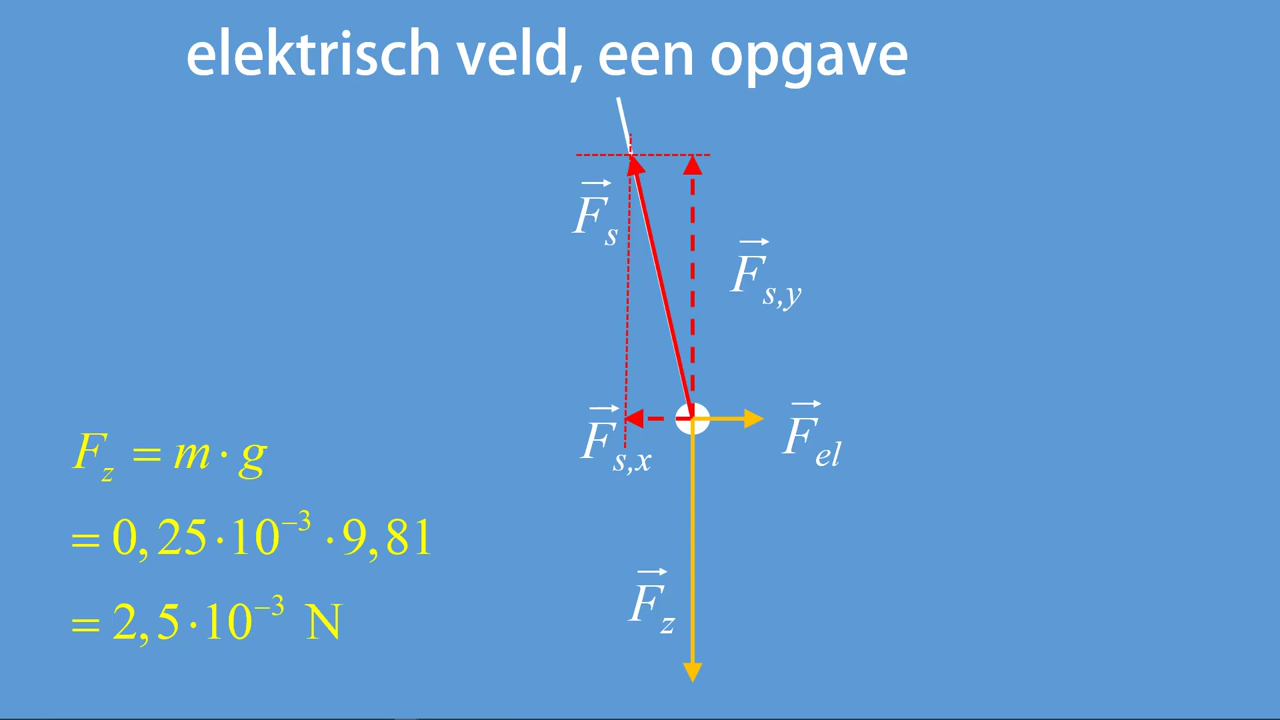 elektrisch veld, een opgave
F⃗s
F⃗s,y
F⃗s,x
F⃗el
Fz = m · g
= 0,25·10⁻³ · 9,81
= 2,5·10⁻³ N
F⃗z